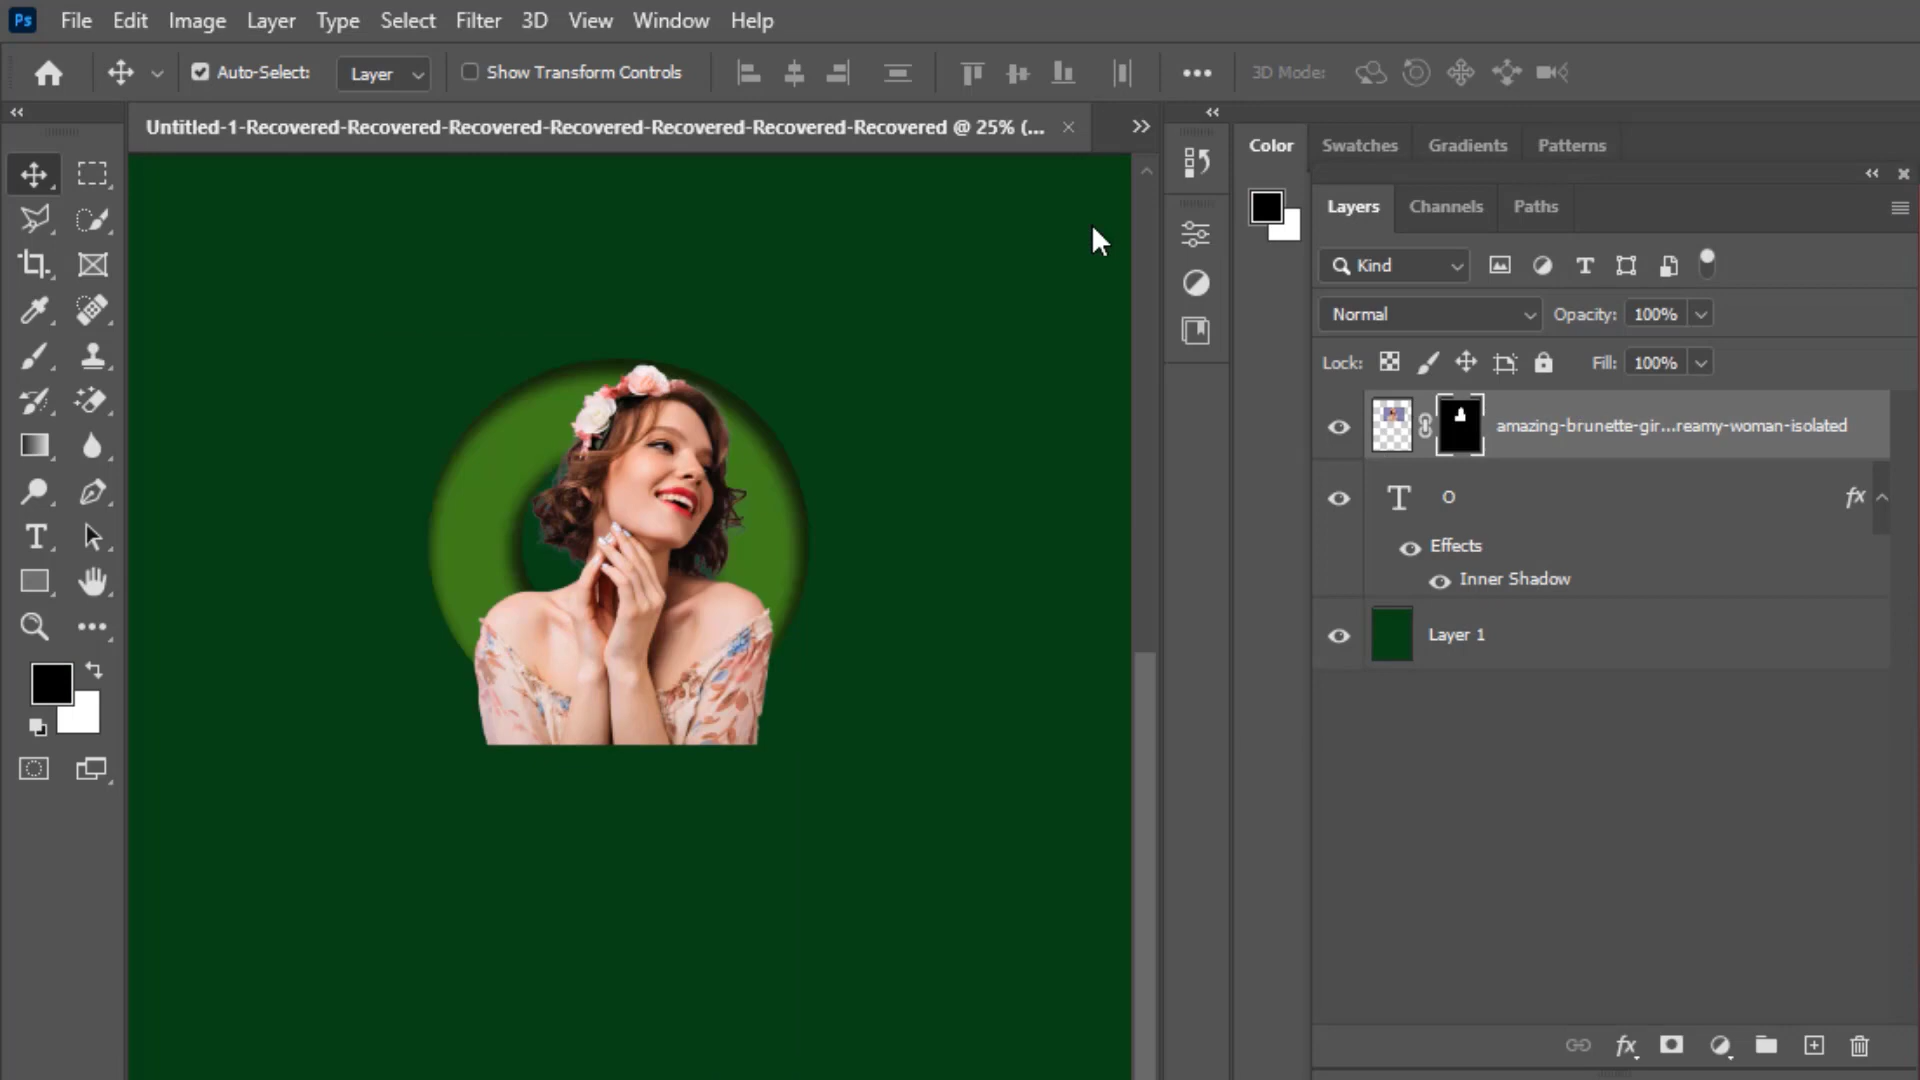 Ps File Edit Image Layer Type Select Filter 3D View Window Help
Auto-Select: Layer Show Transform Controls 3D Mode:
Untitled-1-Recovered-Recovered-Recovered-Recovered-Recovered-Recovered-Recovered @ 25% (...
Color Swatches Gradients Patterns
Layers Channels Paths
Kind
Normal Opacity: 100%
Lock: Fill: 100%
amazing-brunette-gir...reamy-woman-isolated
T O fx
Effects
Inner Shadow
Layer 1
fx